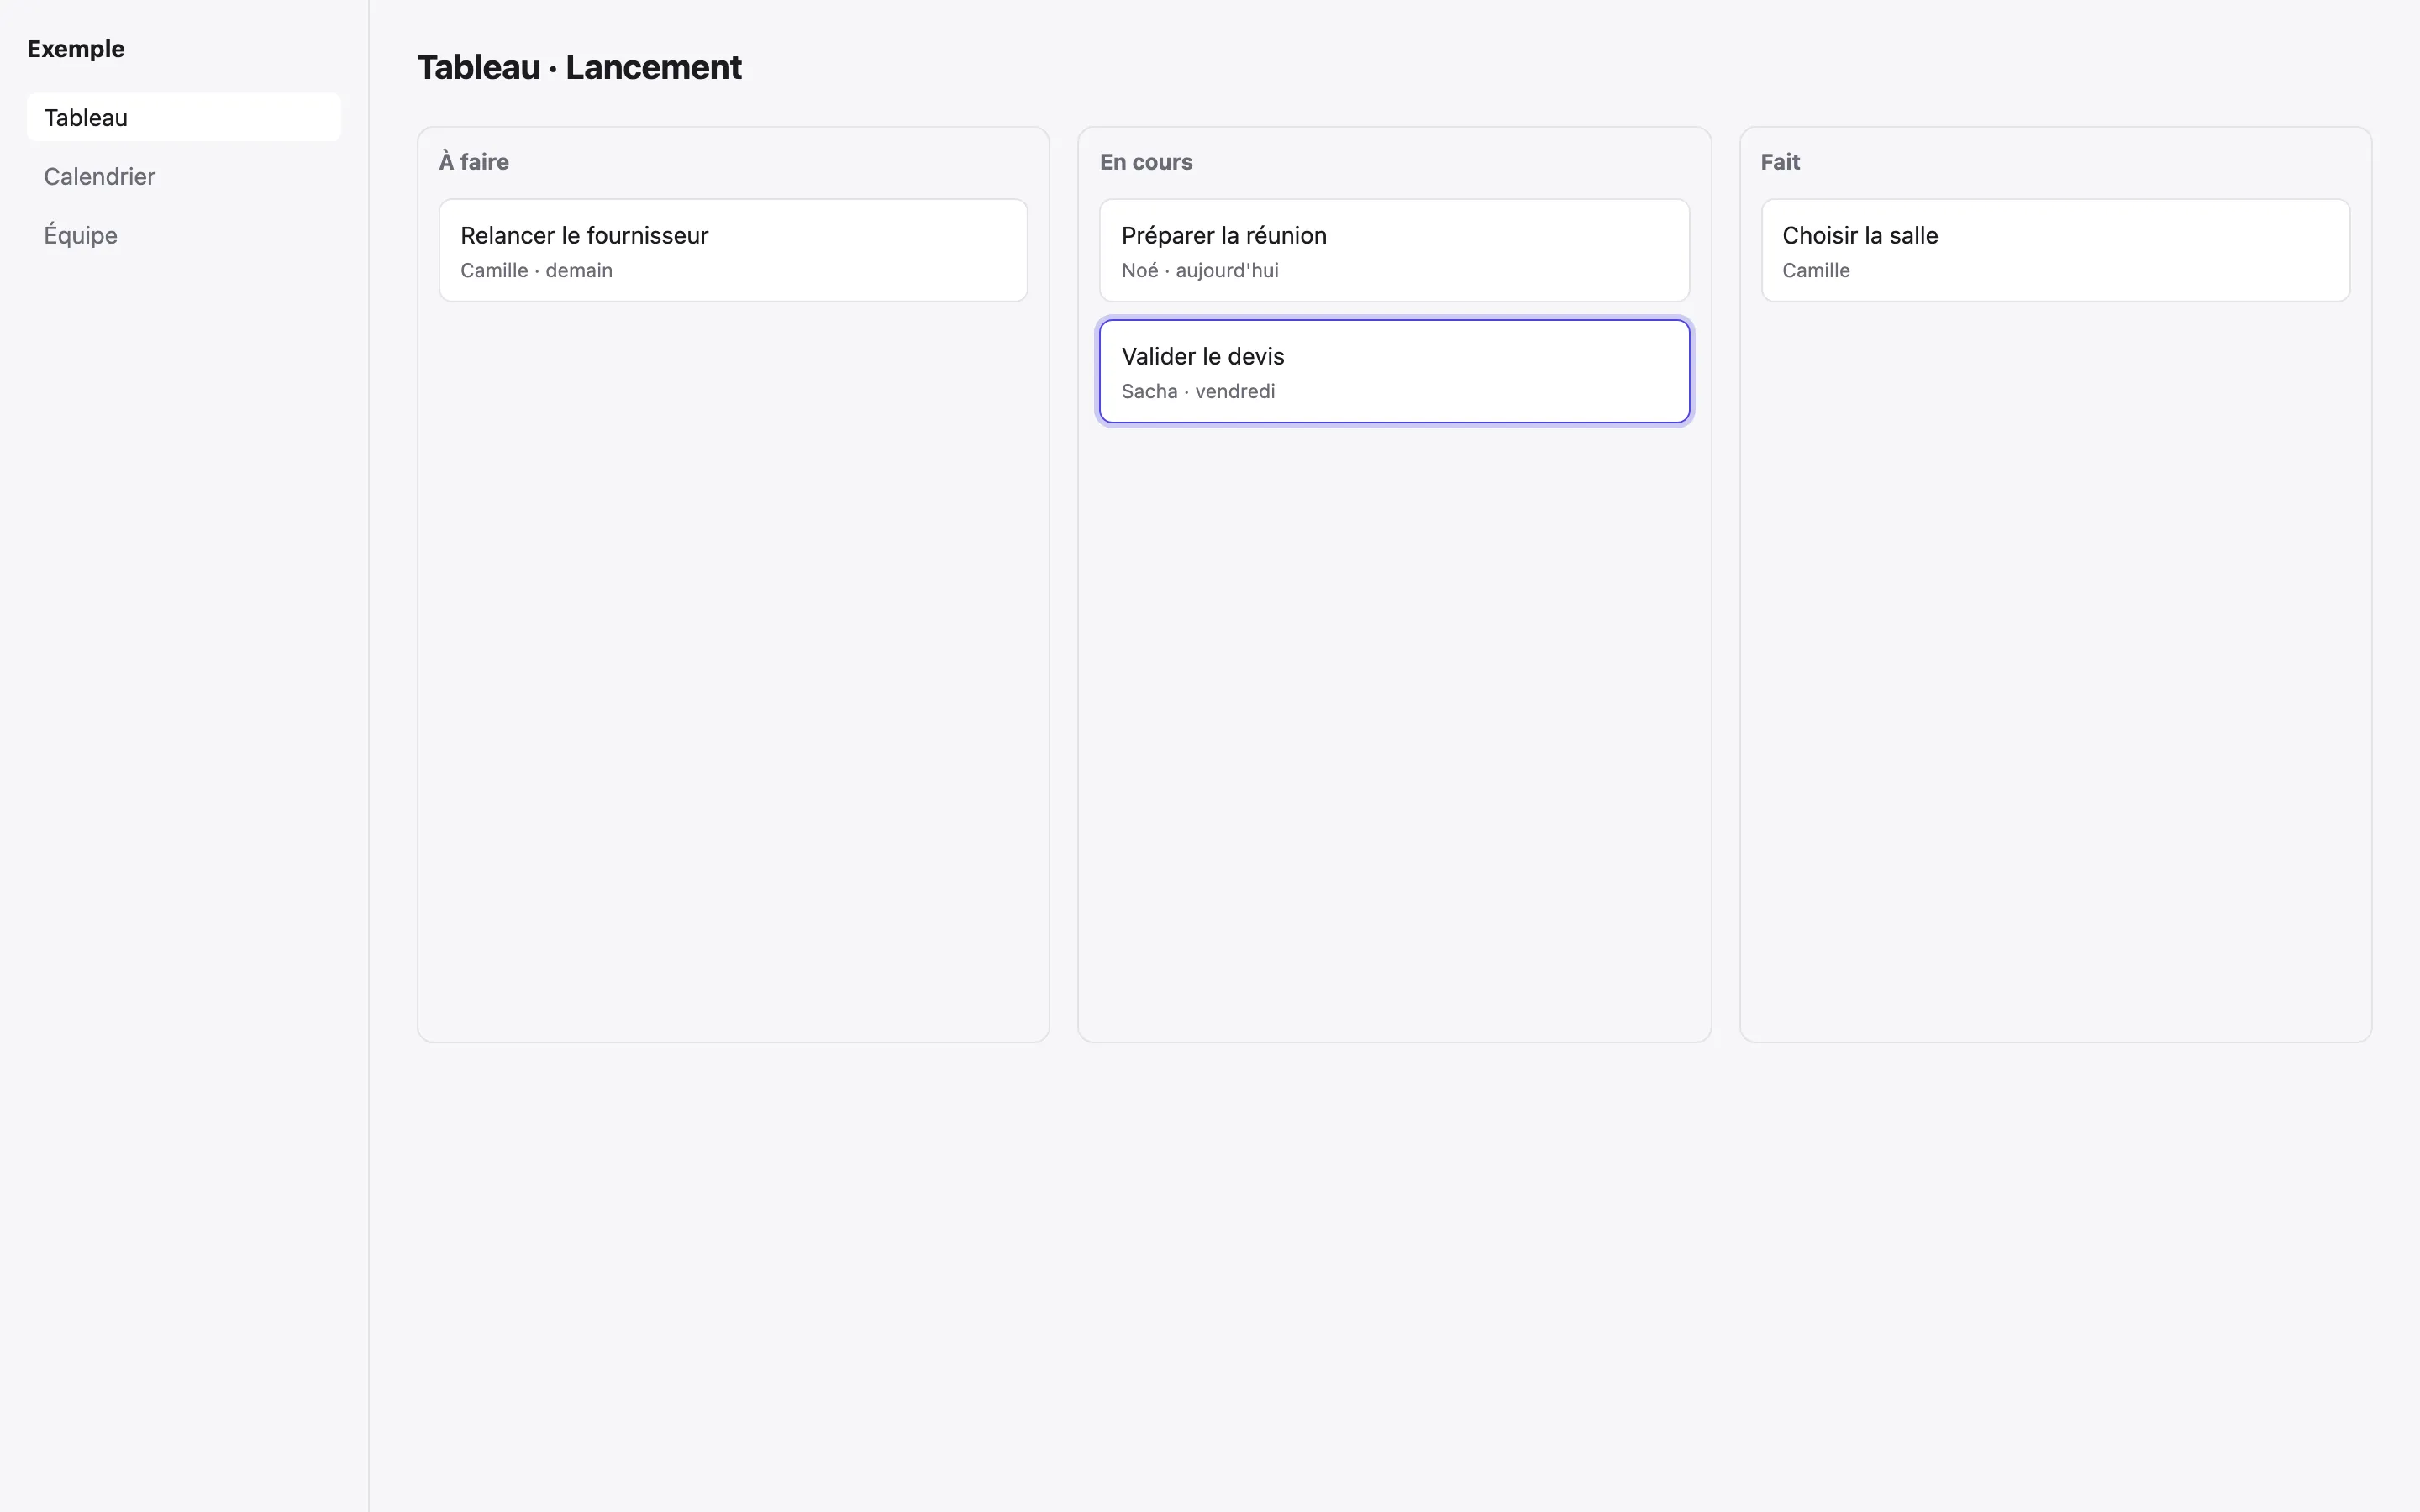 Exemple
Tableau
Calendrier
Équipe
Tableau · Lancement
À faire
Relancer le fournisseur
Camille · demain
En cours
Préparer la réunion
Noé · aujourd'hui
Valider le devis
Sacha · vendredi
Fait
Choisir la salle
Camille